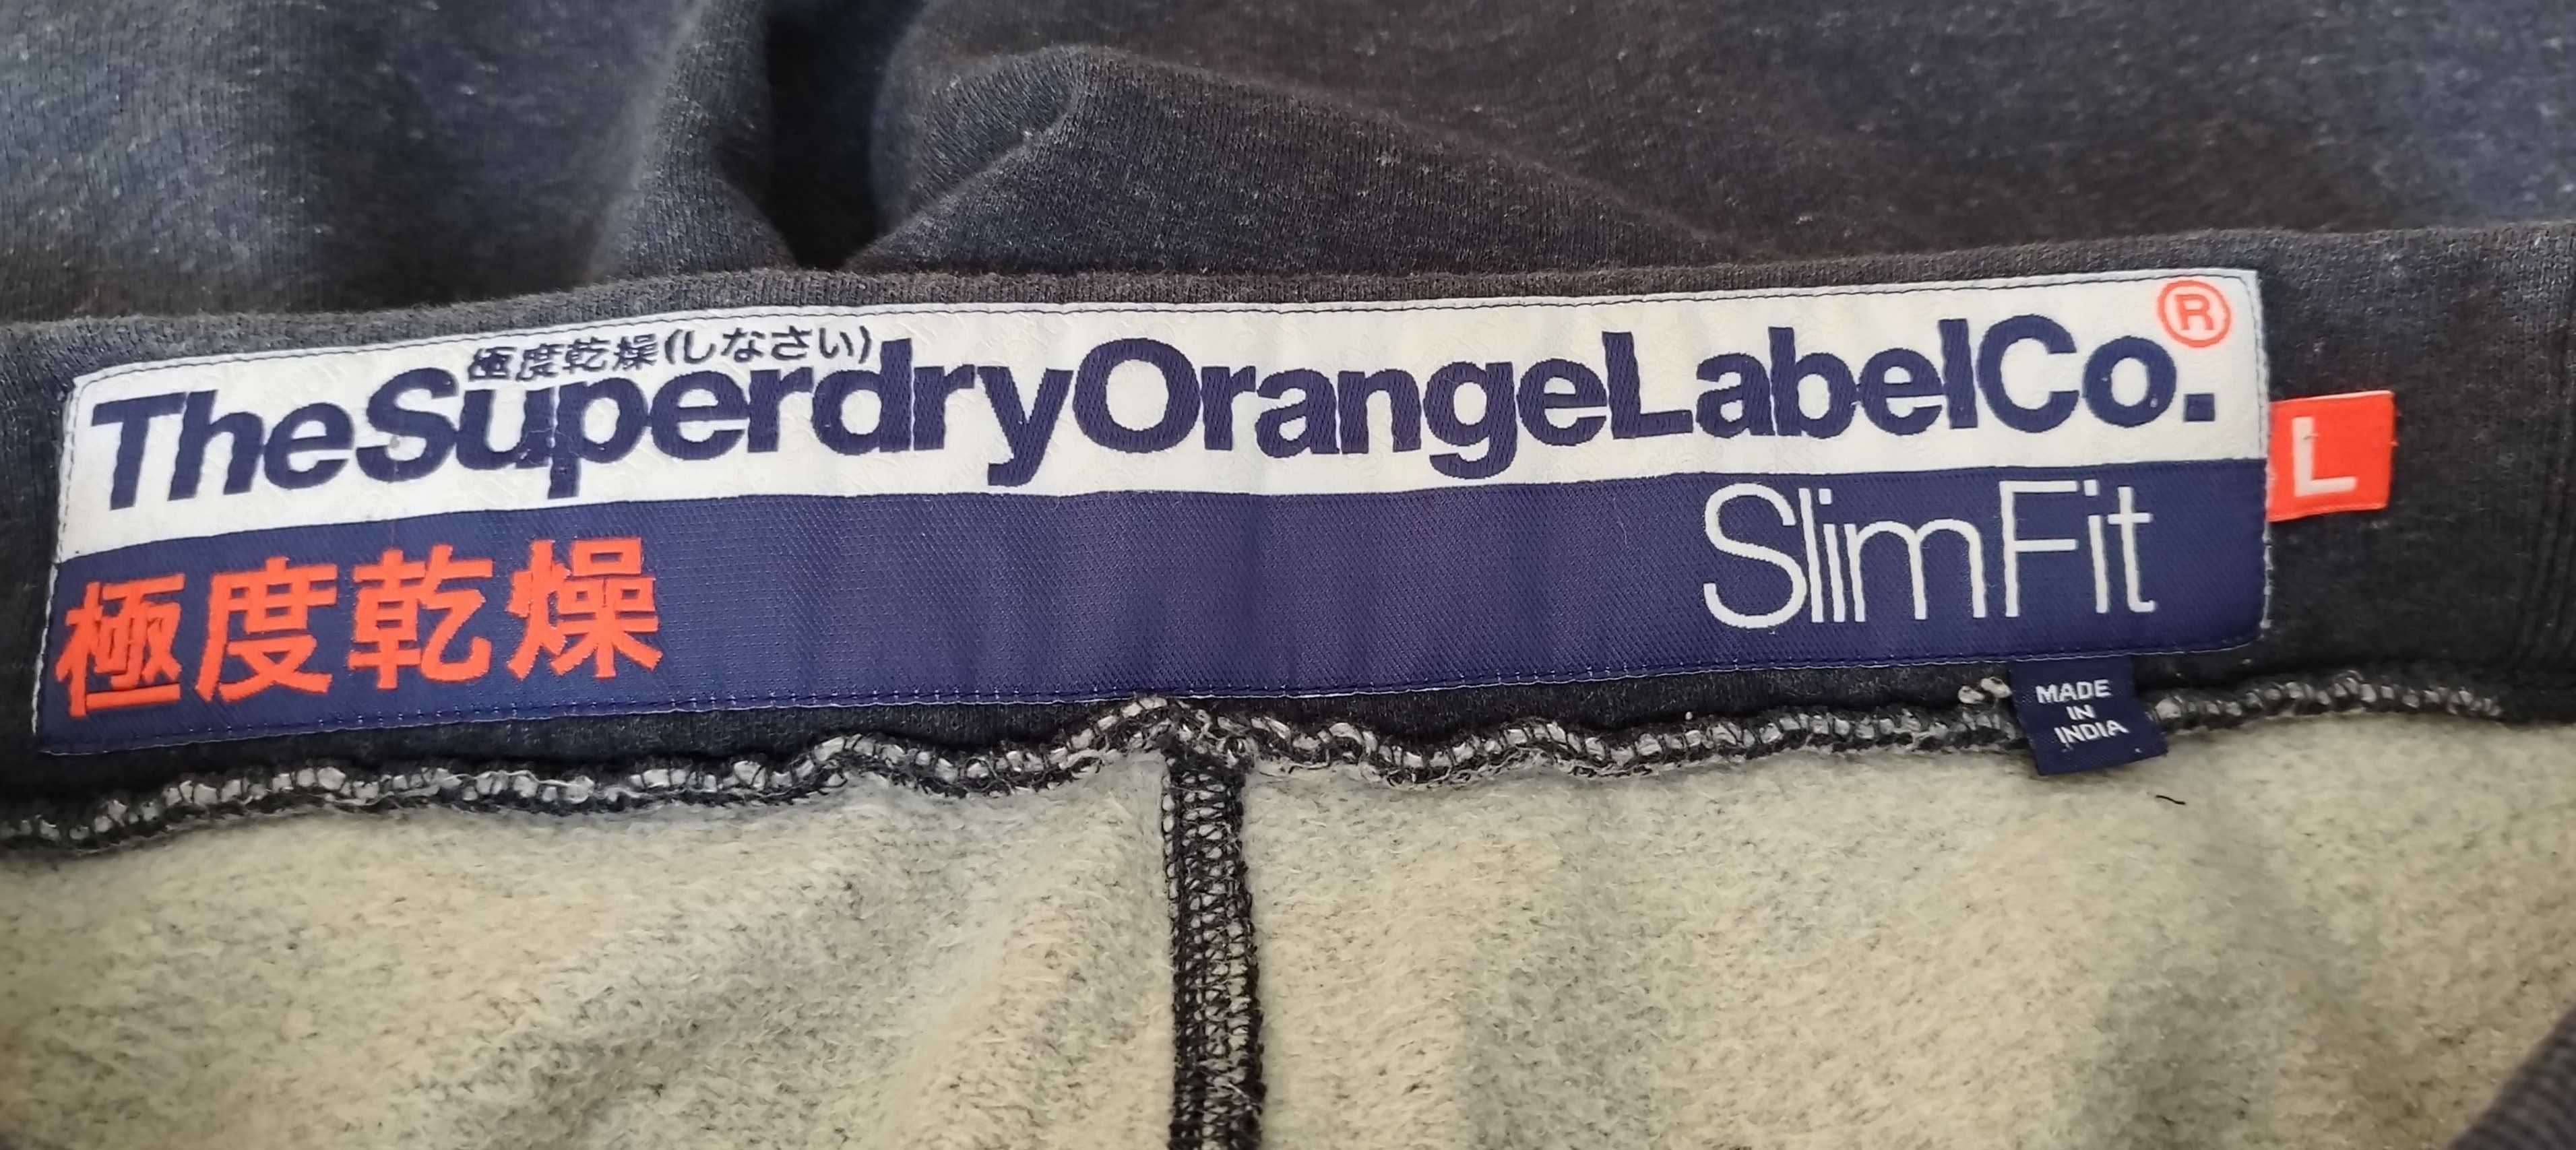 極度乾燥(しなさい)
TheSuperdryOrangeLabelCo.®
L
SlimFit
極度乾燥
MADE
IN
INDIA